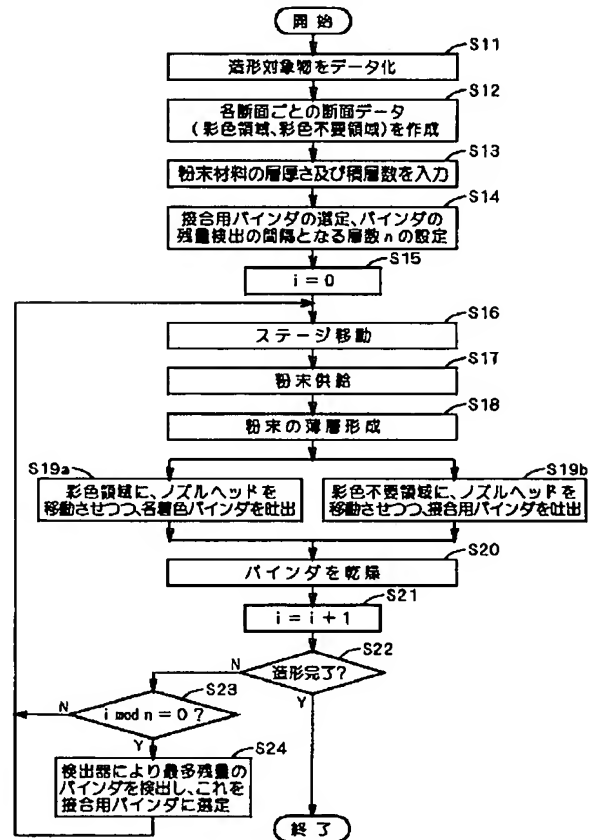 開始
S11
造形対象物をデータ化
S12
各断面ごとの断面データ
(彩色領域、彩色不要領域)を作成
S13
粉末材料の層厚さ及び積層数を入力
S14
接合用バインダの選定、バインダの
残量検出の間隔となる層数nの設定
S15
i=0
S16
ステージ移動
S17
粉末供給
S18
粉末の薄層形成
S19a
彩色領域に、ノズルヘッドを
移動させつつ、各着色バインダを吐出
S19b
彩色不要領域に、ノズルヘッドを
移動させつつ、接合用バインダを吐出
S20
バインダを乾燥
S21
i=i+1
S22
造形完了?
N
Y
S23
i mod n=0?
N
Y
S24
検出器により最多残量の
バインダを検出し、これを
接合用バインダに選定
終了